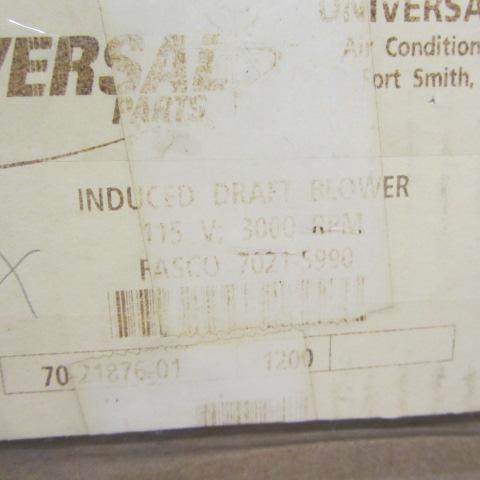 VERSAL
PARTS
UNIVERSA
Air Condition
Fort Smith,
INDUCED DRAFT BLOWER
115 V; 3000 RPM
FASCO 7021-5990
70-21876-01 1200